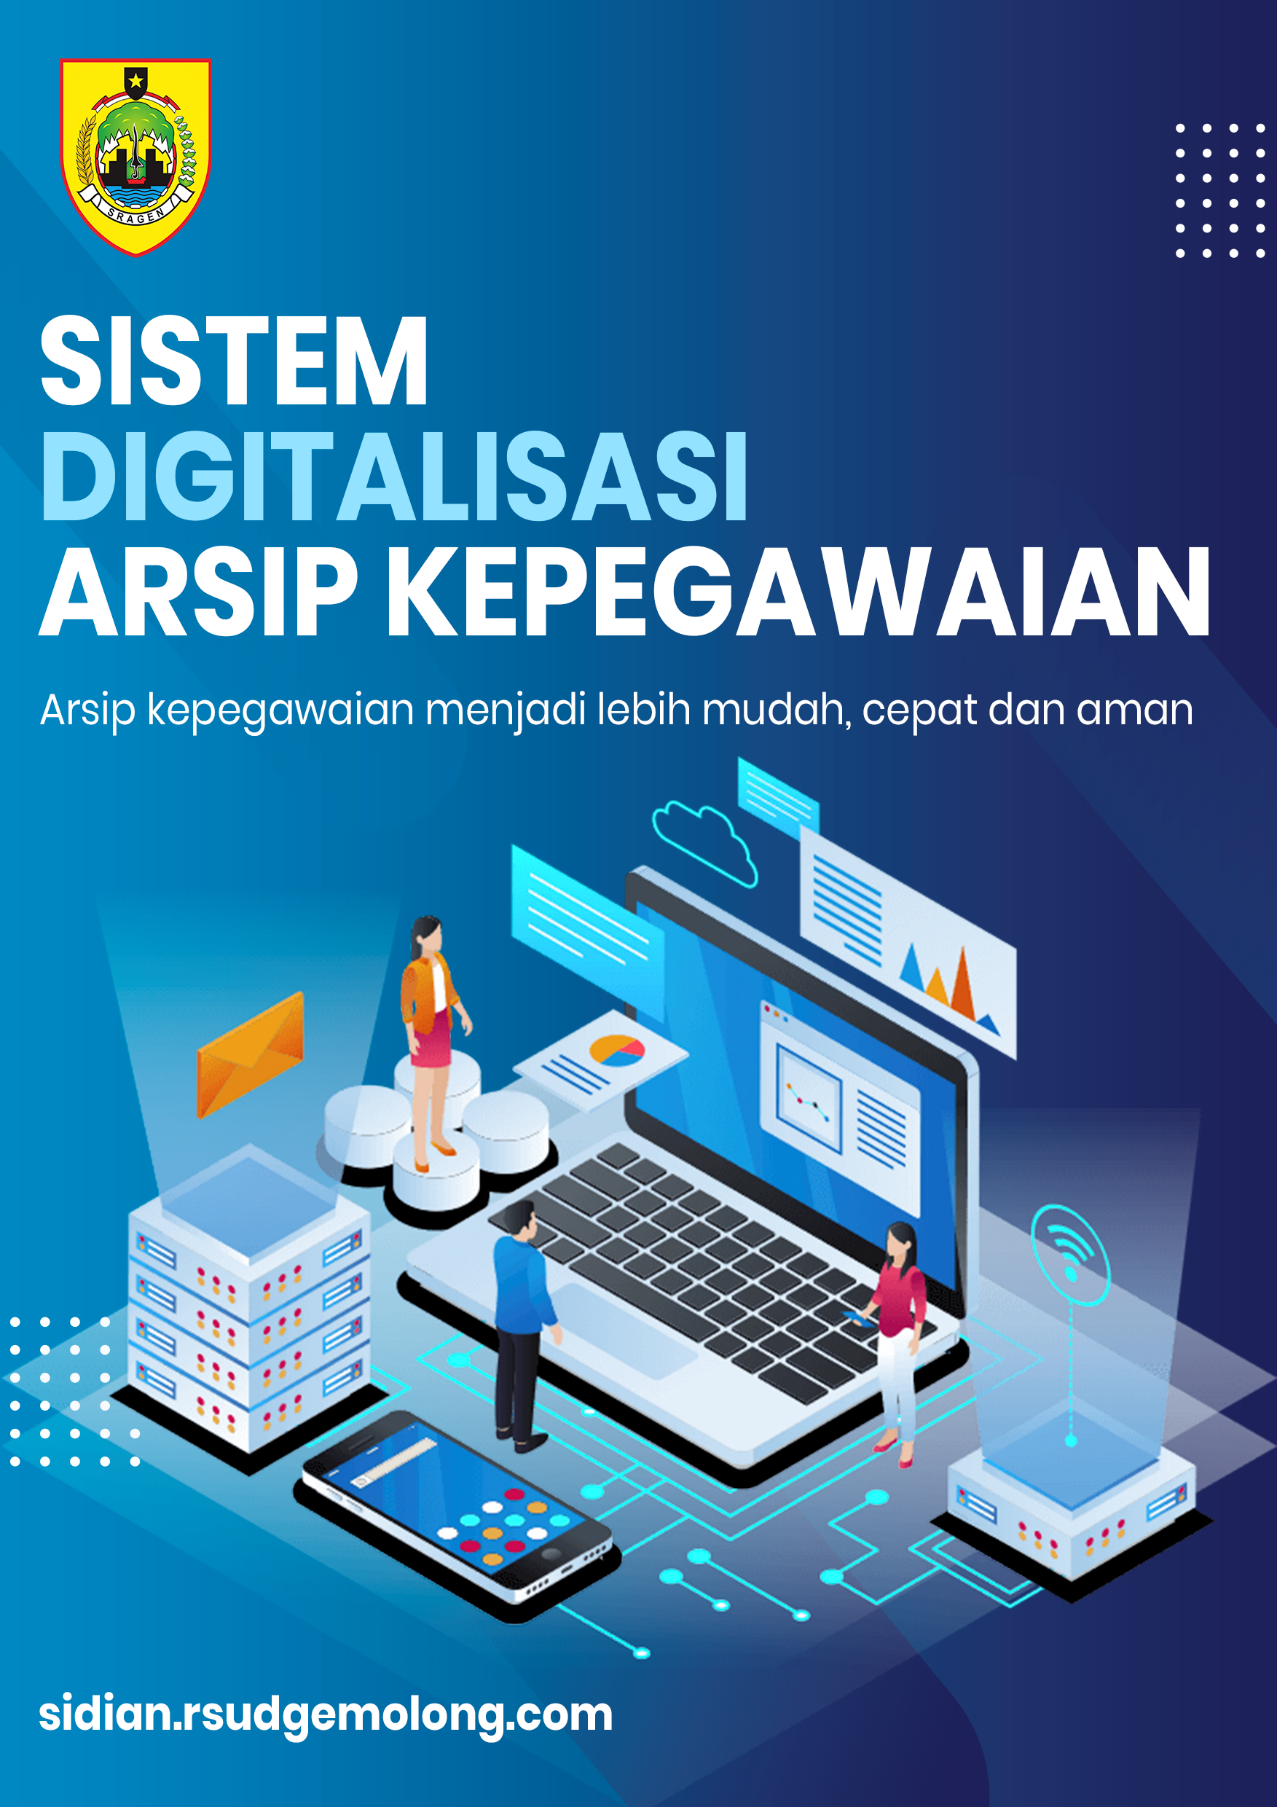 SRAGEN
SISTEM
DIGITALISASI
ARSIP KEPEGAWAIAN
Arsip kepegawaian menjadi lebih mudah, cepat dan aman
sidian.rsudgemolong.com